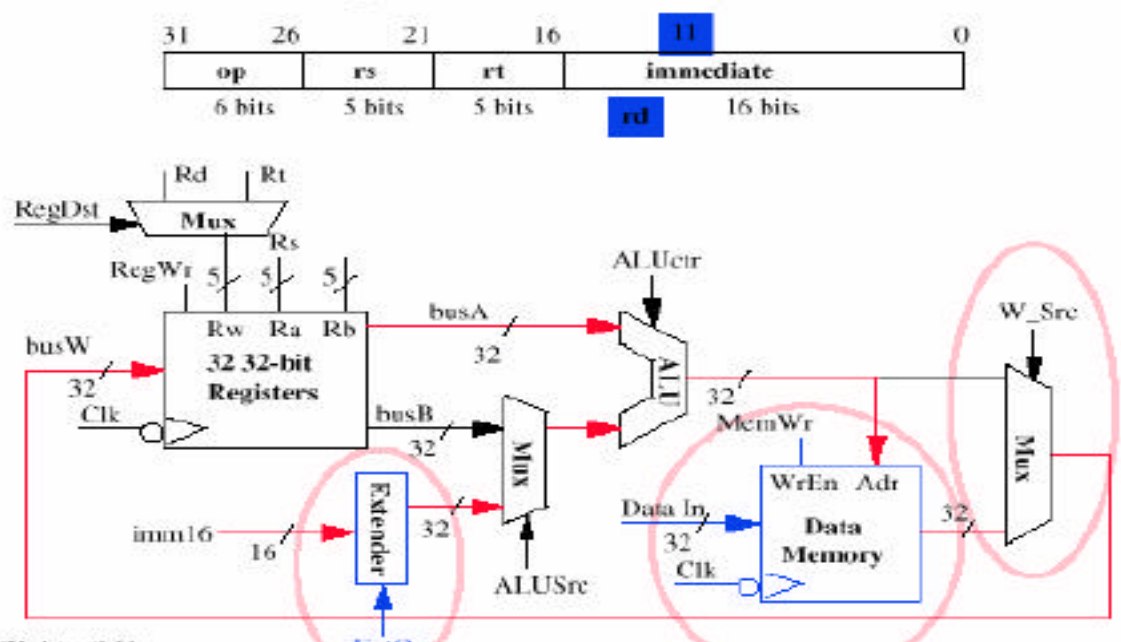 31 26 21 16 11 0
op rs rt immediate
6 bits 5 bits 5 bits rd 16 bits
Rd Rt
RegDst Mux
Rs
RegWr 5 5 5
ALUctr
busA
32
W_Src
Rw Ra Rb
busW
32
32 32-bit
Registers
Clk
busB
32
Mux
ALU
32
MemWr
WrEn Adr
Data In
32
Data
Memory
32
Mux
Clk
imm16
16
Extender
32
ALUSrc